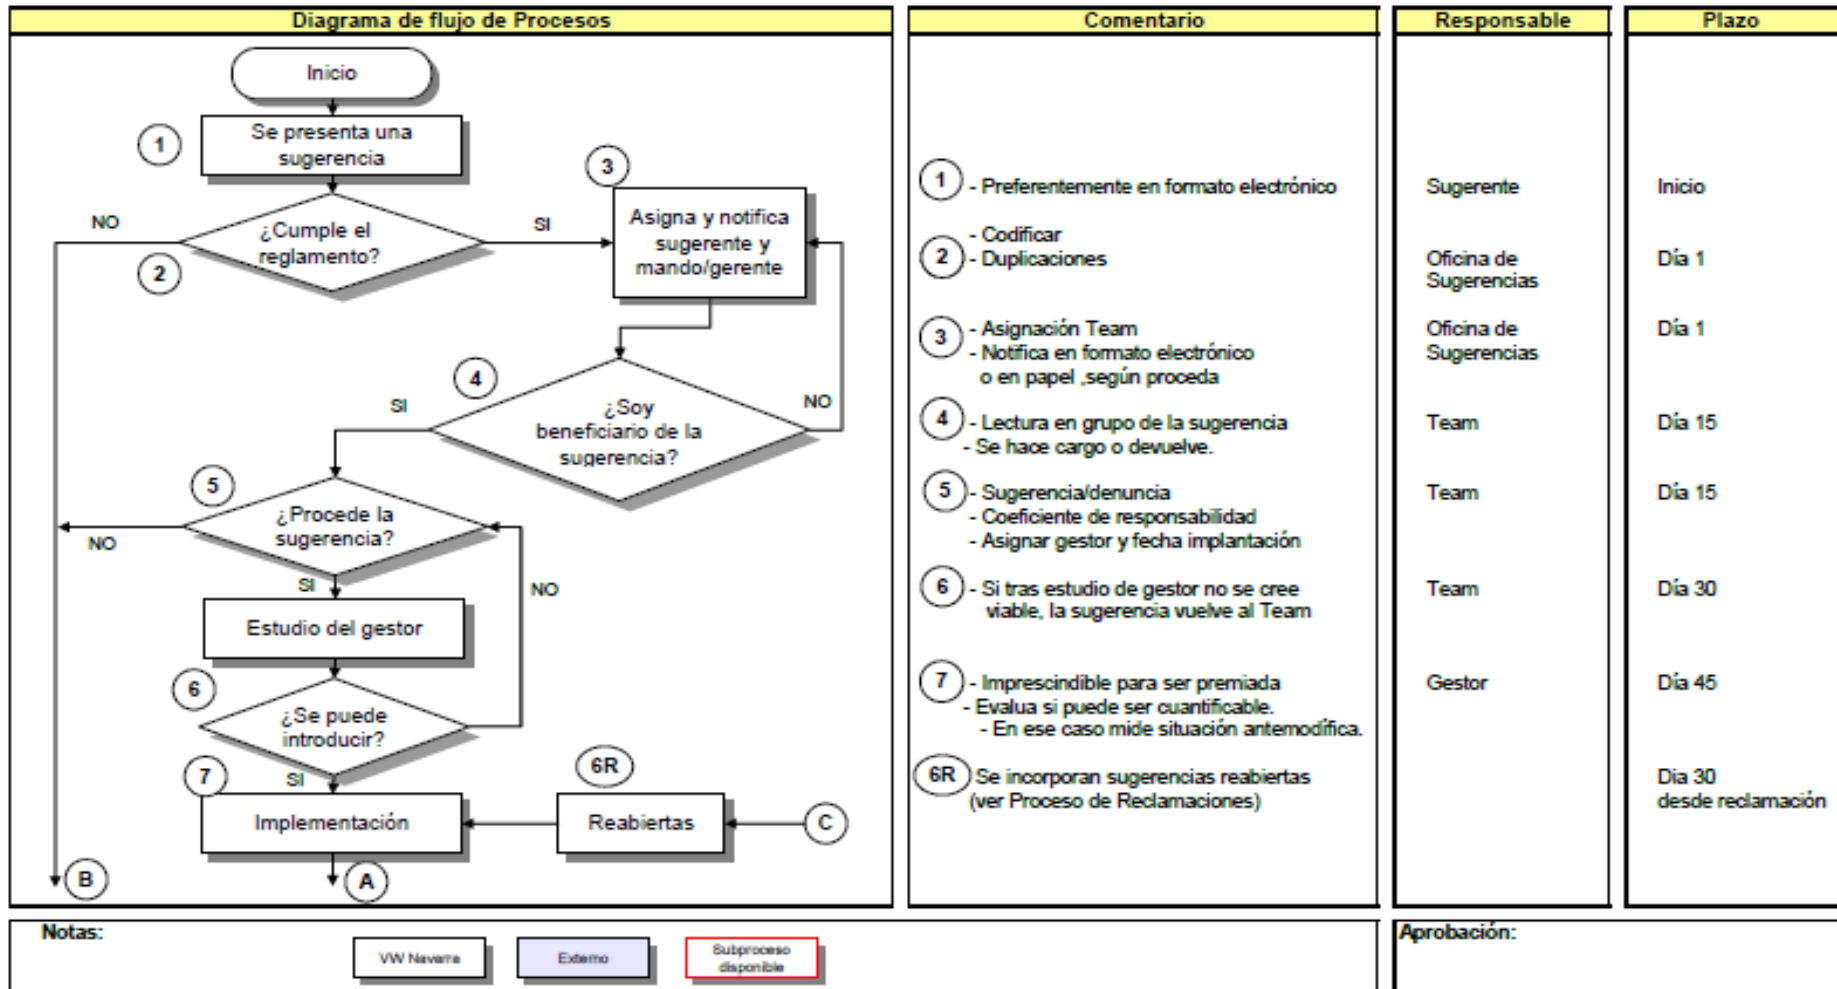 Diagrama de flujo de Procesos
Comentario
Responsable
Plazo
Inicio
1
Se presenta una
sugerencia
NO
¿Cumple el
reglamento?
SI
2
3
Asigna y notifica
sugerente y
mando/gerente
4
SI
¿Soy
beneficiario de la
sugerencia?
NO
5
¿Procede la
sugerencia?
NO
SI
NO
Estudio del gestor
6
¿Se puede
introducir?
7
SI
6R
Implementación
Reabiertas
C
B
A
1 - Preferentemente en formato electrónico
Sugerente
Inicio
- Codificar
2 - Duplicaciones
Oficina de
Sugerencias
Día 1
3 - Asignación Team
- Notifica en formato electrónico
o en papel ,según proceda
Oficina de
Sugerencias
Día 1
4 - Lectura en grupo de la sugerencia
- Se hace cargo o devuelve.
Team
Día 15
5 - Sugerencia/denuncia
- Coeficiente de responsabilidad
- Asignar gestor y fecha implantación
Team
Día 15
6 - Si tras estudio de gestor no se cree
viable, la sugerencia vuelve al Team
Team
Día 30
7 - Imprescindible para ser premiada
- Evalua si puede ser cuantificable.
- En ese caso mide situación antemodífica.
Gestor
Día 45
6R Se incorporan sugerencias reabiertas
(ver Proceso de Reclamaciones)
Dia 30
desde reclamación
Notas:
VW Navarra
Externo
Subproceso
disponible
Aprobación: